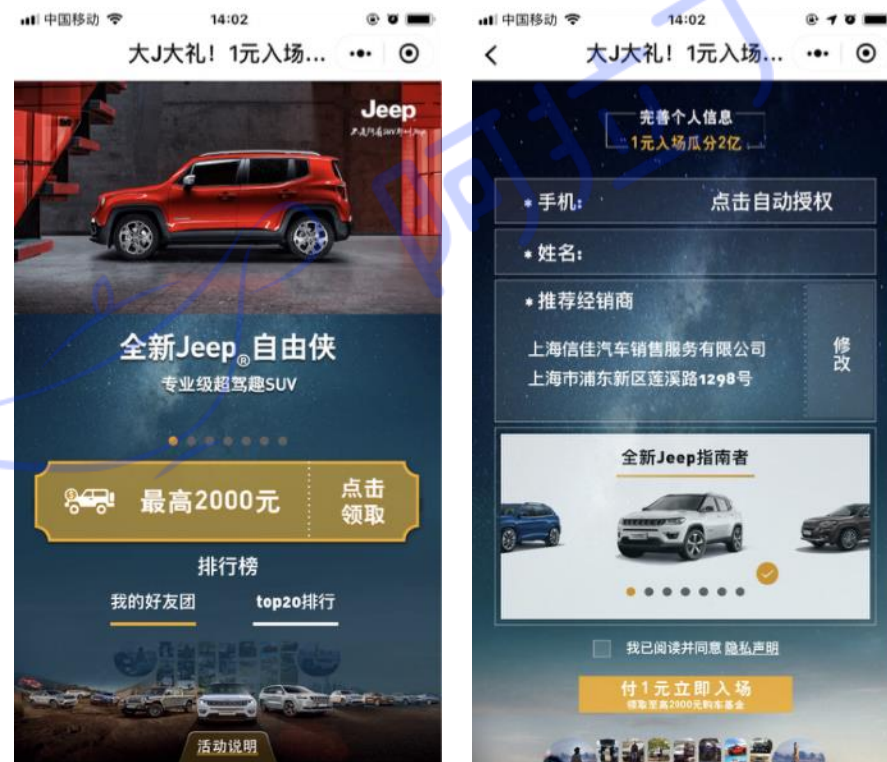 中国移动
14:02
大J大礼！1元入场...
Jeep
全新Jeep®自由侠
专业级超驾趣SUV
最高2000元
点击
领取
排行榜
我的好友团
top20排行
活动说明
中国移动
14:02
大J大礼！1元入场...
完善个人信息
1元入场瓜分2亿
*手机:
点击自动授权
*姓名:
*推荐经销商
上海信佳汽车销售服务有限公司
上海市浦东新区莲溪路1298号
修改
全新Jeep指南者
我已阅读并同意 隐私声明
付1元立即入场
领取至高2000元购车基金
阿拉丁